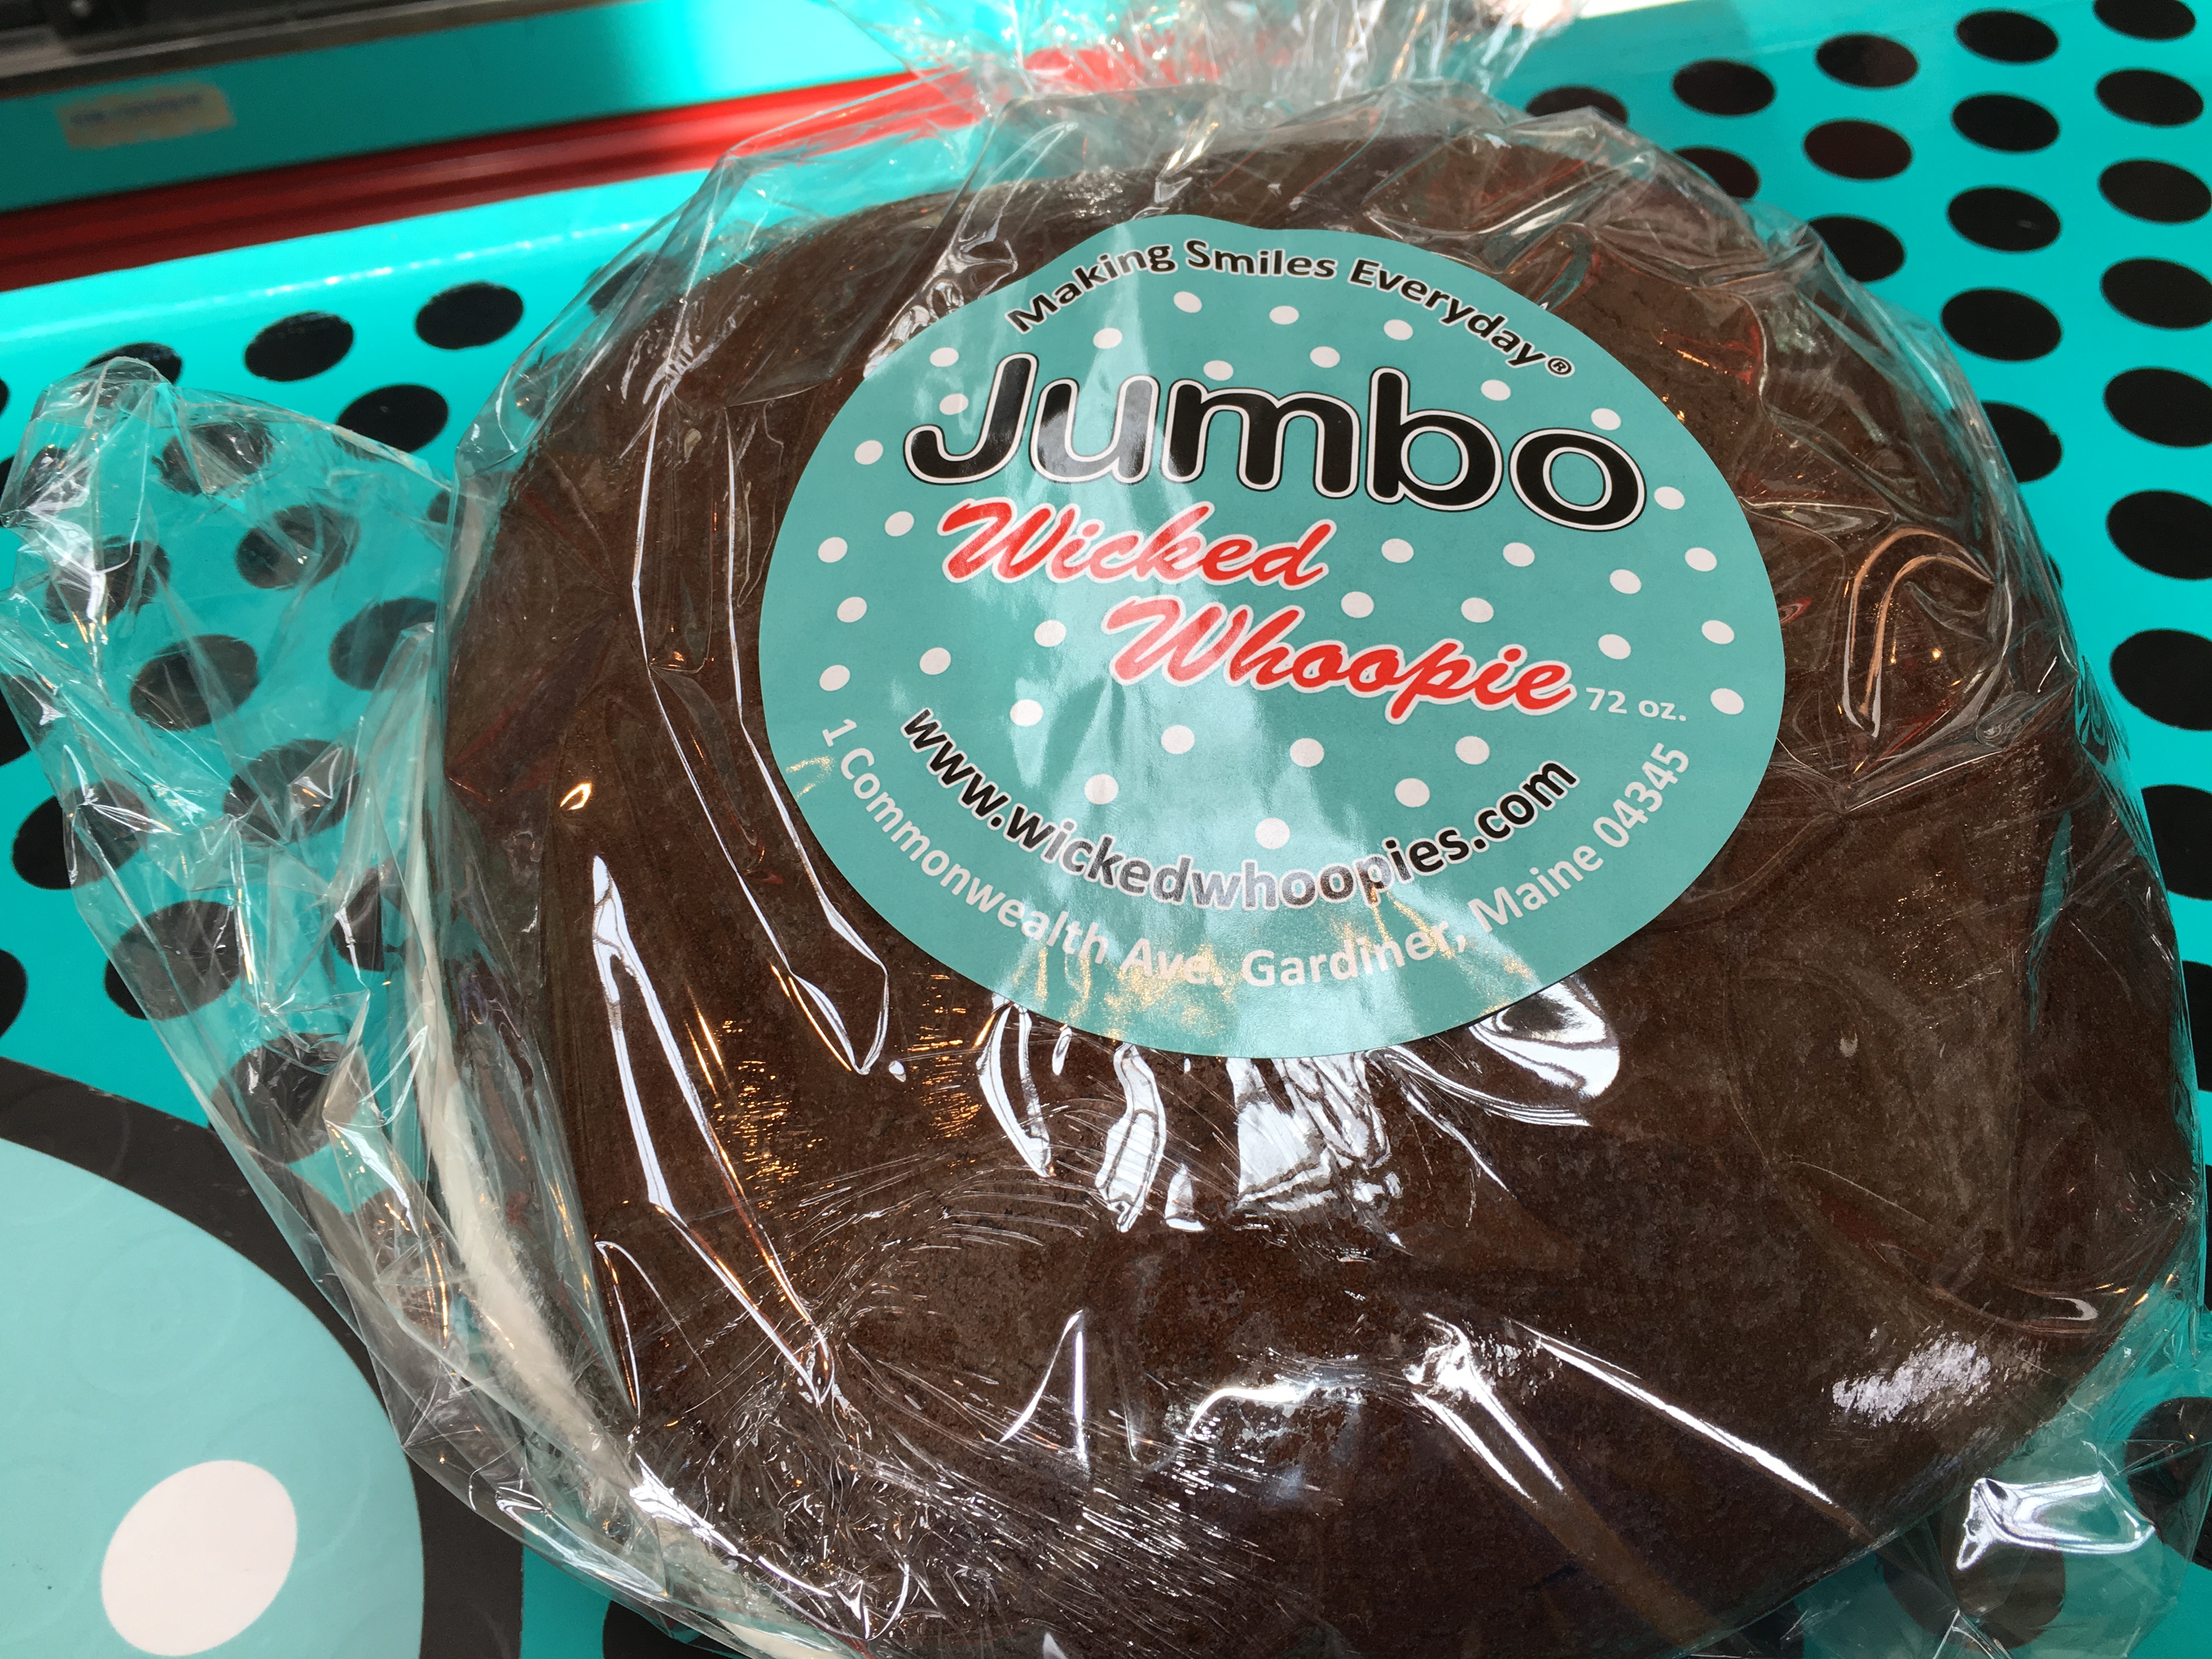 Making Smiles Everyday®
Jumbo
Wicked
Whoopie
72 oz.
www.wickedwhoopies.com
1 Commonwealth Ave. Gardiner, Maine 04345